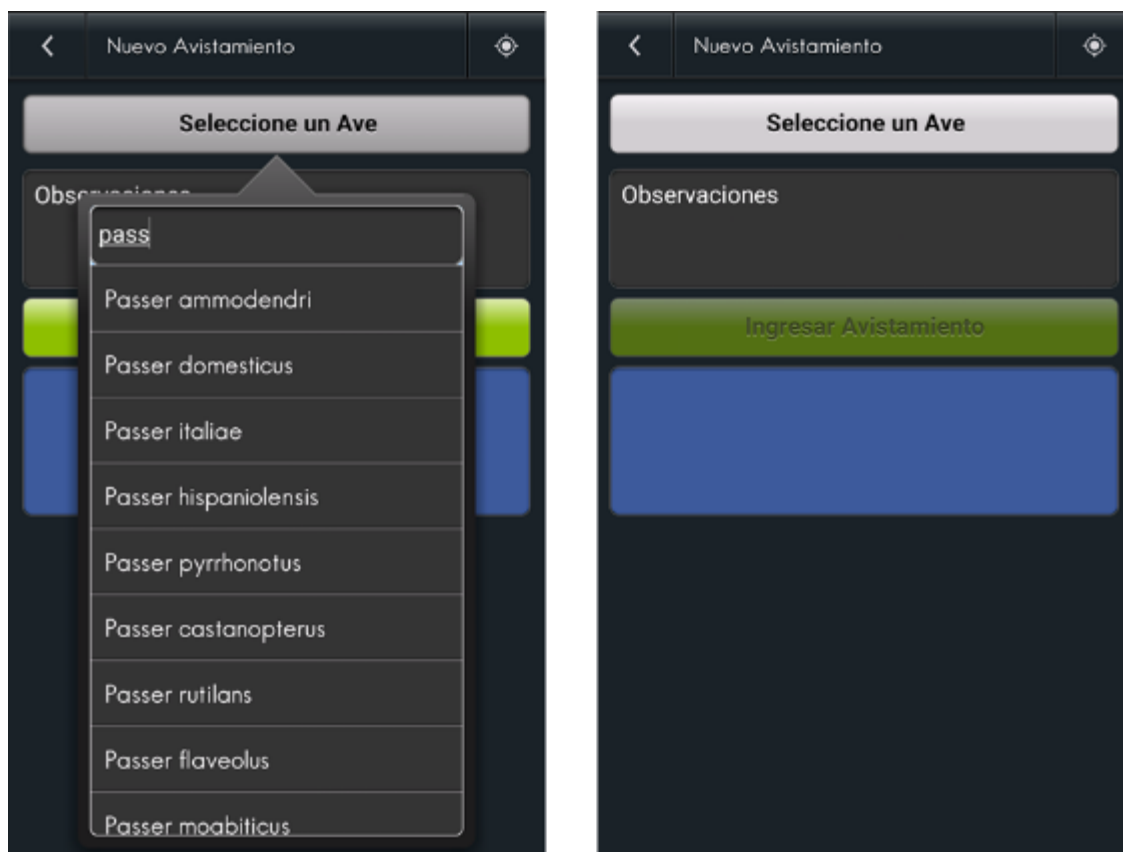 Nuevo Avistamiento
Seleccione un Ave
Observaciones
pass
Passer ammodendri
Passer domesticus
Passer italiae
Passer hispaniolensis
Passer pyrrhonotus
Passer castanopterus
Passer rutilans
Passer flaveolus
Passer moabiticus
Nuevo Avistamiento
Seleccione un Ave
Observaciones
Ingresar Avistamiento